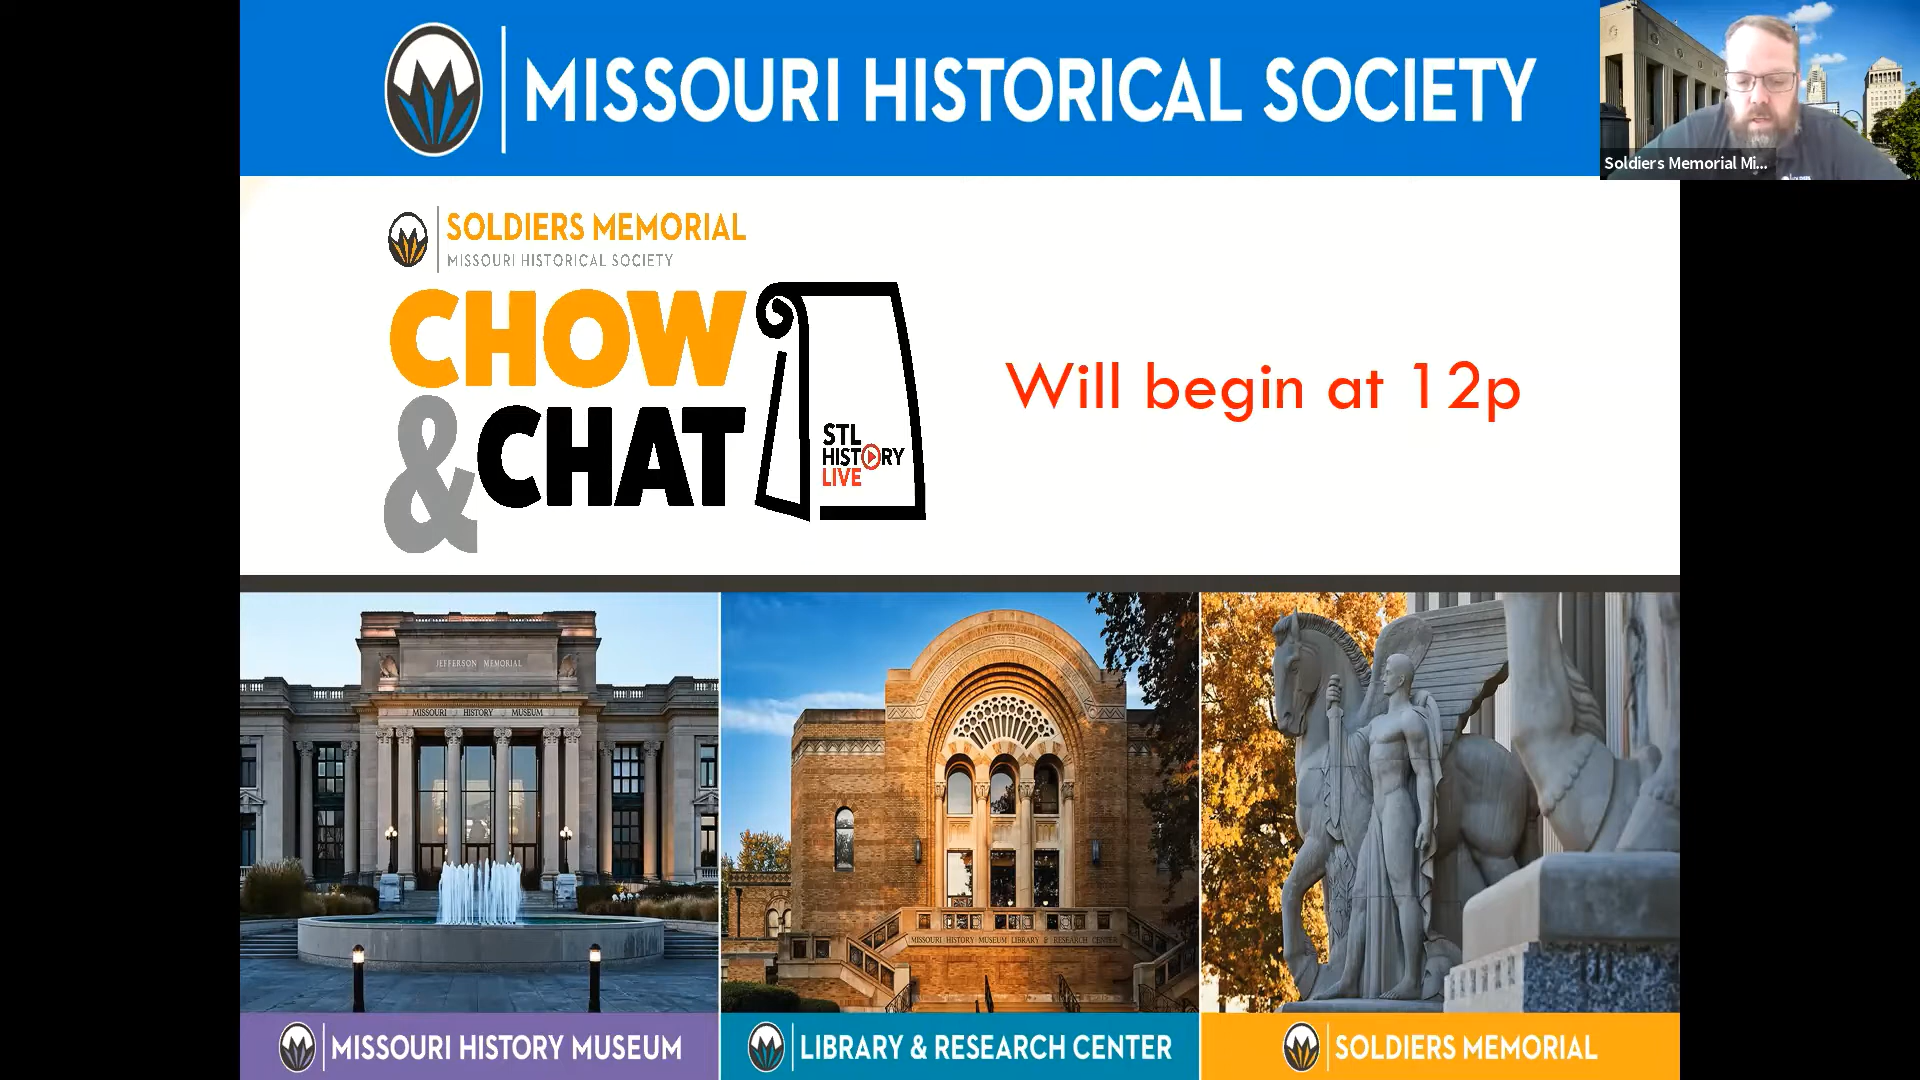 MISSOURI HISTORICAL SOCIETY
Soldiers Memorial Mi...
SOLDIERS MEMORIAL
MISSOURI HISTORICAL SOCIETY
CHOW
& CHAT
STL
HISTORY
LIVE
Will begin at 12p
JEFFERSON MEMORIAL
MISSOURI HISTORY MUSEUM
MISSOURI HISTORY MUSEUM LIBRARY & RESEARCH CENTER
MISSOURI HISTORY MUSEUM
LIBRARY & RESEARCH CENTER
SOLDIERS MEMORIAL